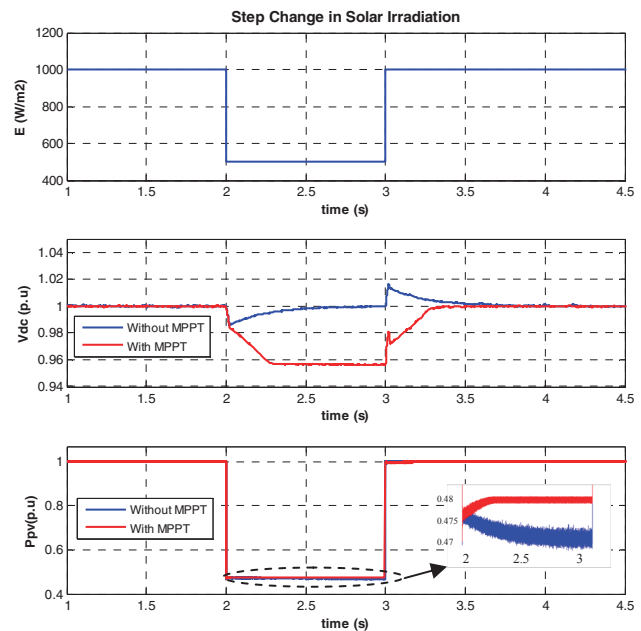 Step Change in Solar Irradiation
1200
1000
800
600
400
E (W/m2)
1 1.5 2 2.5 3 3.5 4 4.5
time (s)
1.04
1.02
1
0.98
0.96
0.94
Vdc (p.u)
Without MPPT
With MPPT
1 1.5 2 2.5 3 3.5 4 4.5
time (s)
1
0.8
0.6
0.4
Ppv(p.u)
Without MPPT
With MPPT
0.48
0.475
0.47
2 2.5 3
1 1.5 2 2.5 3 3.5 4 4.5
time (s)